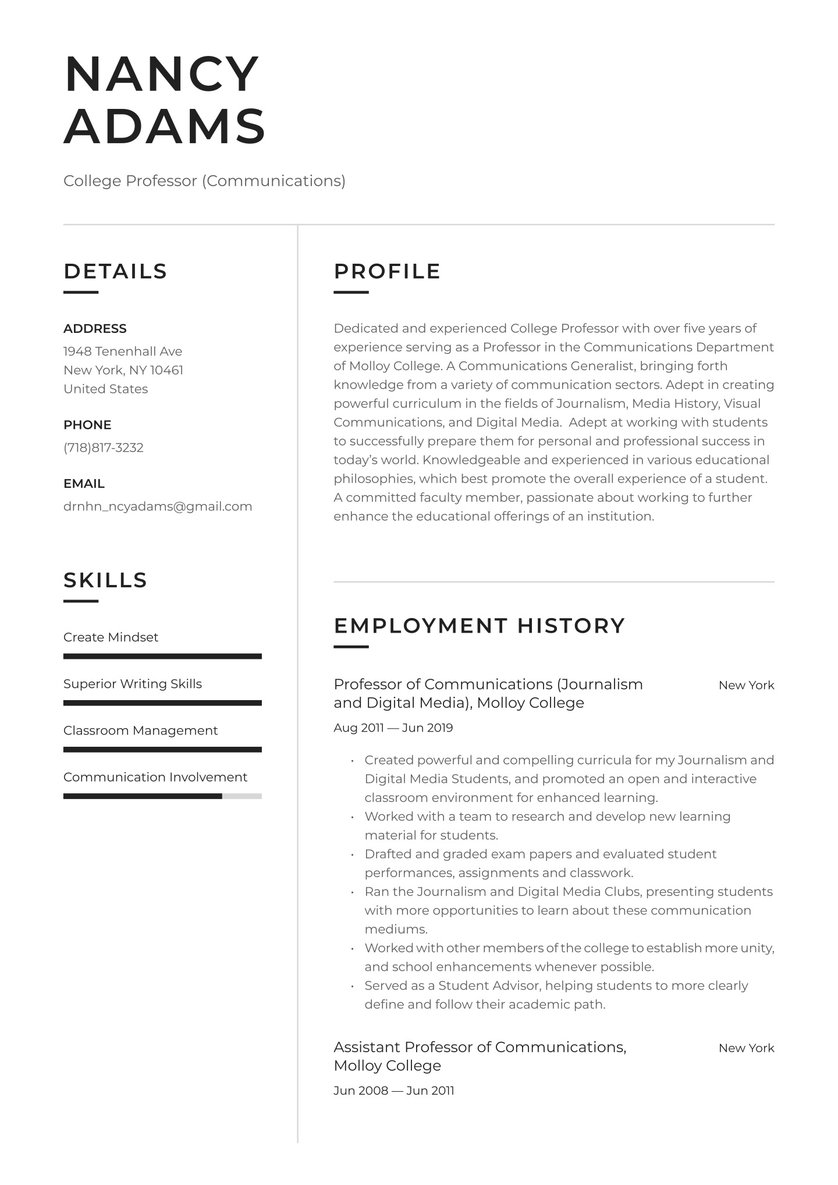 NANCY
ADAMS
College Professor (Communications)
DETAILS
ADDRESS
1948 Tenenhall Ave
New York, NY 10461
United States
PHONE
(718)817-3232
EMAIL
drnhn_ncyadams@gmail.com
SKILLS
Create Mindset
Superior Writing Skills
Classroom Management
Communication Involvement
PROFILE
Dedicated and experienced College Professor with over five years of
experience serving as a Professor in the Communications Department
of Molloy College. A Communications Generalist, bringing forth
knowledge from a variety of communication sectors. Adept in creating
powerful curriculum in the fields of Journalism, Media History, Visual
Communications, and Digital Media.  Adept at working with students
to successfully prepare them for personal and professional success in
today’s world. Knowledgeable and experienced in various educational
philosophies, which best promote the overall experience of a student.
A committed faculty member, passionate about working to further
enhance the educational offerings of an institution.
EMPLOYMENT HISTORY
Professor of Communications (Journalism
and Digital Media), Molloy College
New York
Aug 2011 — Jun 2019
• Created powerful and compelling curricula for my Journalism and
Digital Media Students, and promoted an open and interactive
classroom environment for enhanced learning.
• Worked with a team to research and develop new learning
material for students.
• Drafted and graded exam papers and evaluated student
performances, assignments and classwork.
• Ran the Journalism and Digital Media Clubs, presenting students
with more opportunities to learn about these communication
mediums.
• Worked with other members of the college to establish more unity,
and school enhancements whenever possible.
• Served as a Student Advisor, helping students to more clearly
define and follow their academic path.
Assistant Professor of Communications,
Molloy College
New York
Jun 2008 — Jun 2011